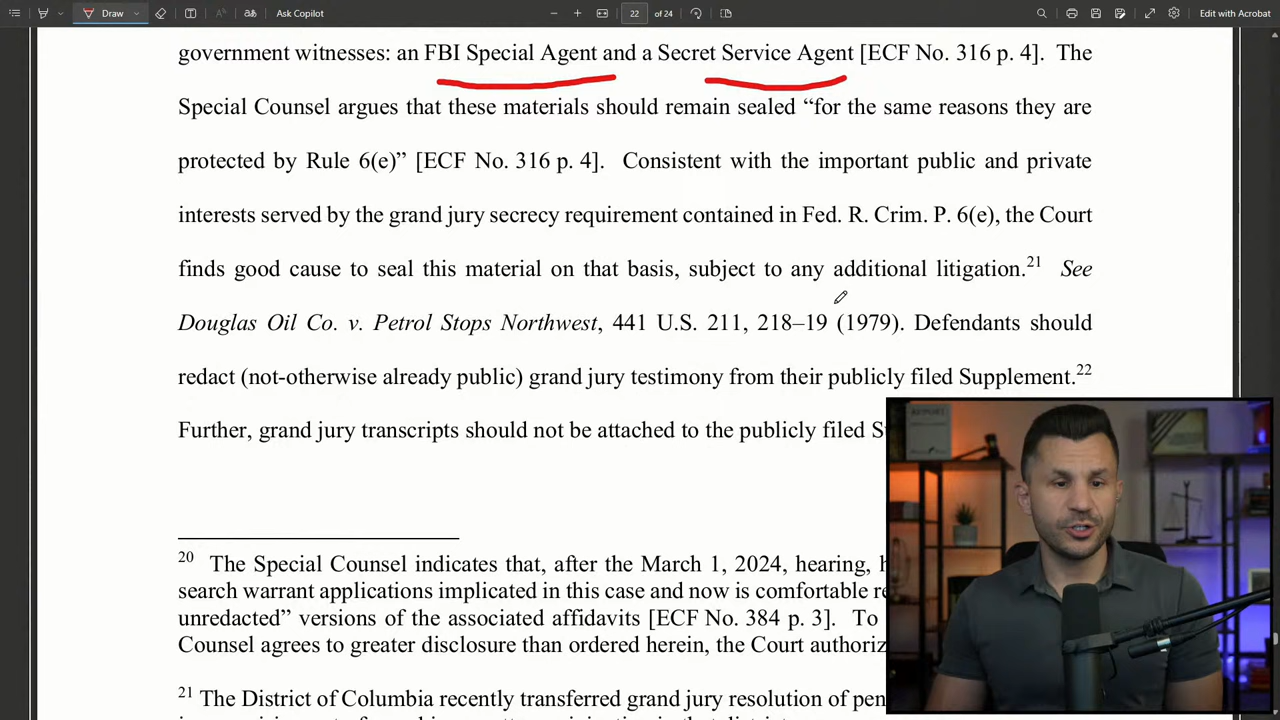 Draw
Ask Copilot
22
of 24
Edit with Acrobat
government witnesses: an FBI Special Agent and a Secret Service Agent [ECF No. 316 p. 4]. The
Special Counsel argues that these materials should remain sealed “for the same reasons they are
protected by Rule 6(e)” [ECF No. 316 p. 4]. Consistent with the important public and private
interests served by the grand jury secrecy requirement contained in Fed. R. Crim. P. 6(e), the Court
finds good cause to seal this material on that basis, subject to any additional litigation.21 See
Douglas Oil Co. v. Petrol Stops Northwest, 441 U.S. 211, 218–19 (1979). Defendants should
redact (not-otherwise already public) grand jury testimony from their publicly filed Supplement.22
Further, grand jury transcripts should not be attached to the publicly filed
20 The Special Counsel indicates that, after the March 1, 2024, hearing,
search warrant applications implicated in this case and now is comfortable
unredacted” versions of the associated affidavits [ECF No. 384 p. 3]. To
Counsel agrees to greater disclosure than ordered herein, the Court
21 The District of Columbia recently transferred grand jury resolution of